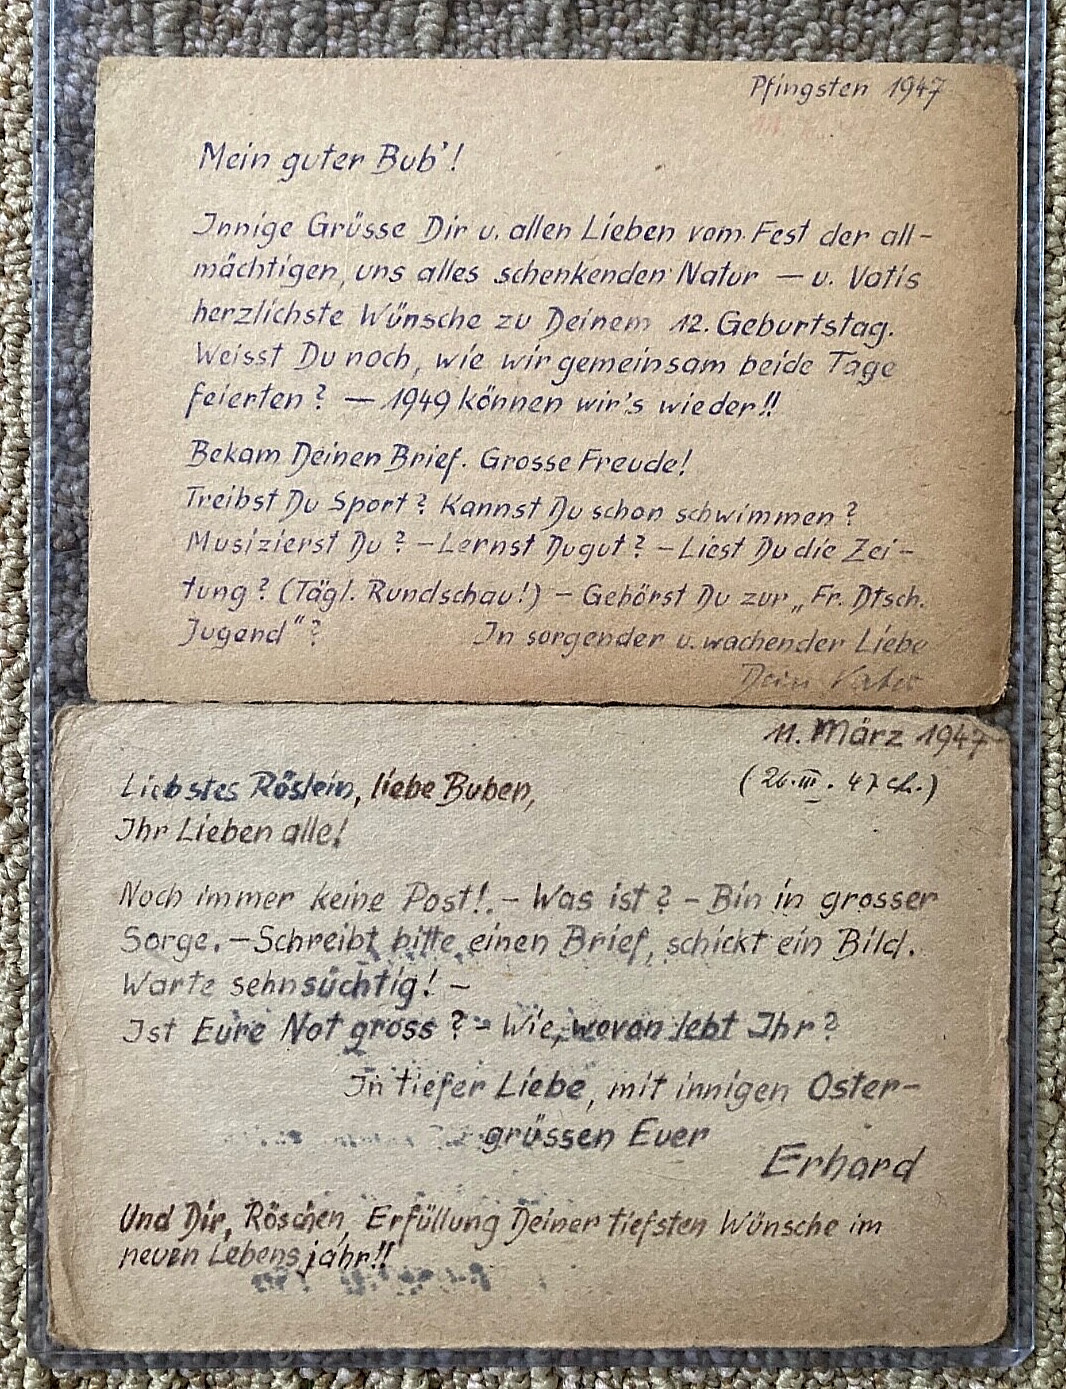 Pfingsten 1947
Mein guter Bub'!
Innige Grüsse Dir u. allen Lieben vom Fest der all-
mächtigen, uns alles schenkenden Natur — u. Vatis
herzlichste Wünsche zu Deinem 12. Geburtstag.
Weisst Du noch, wie wir gemeinsam beide Tage
feierten? — 1949 können wir's wieder!!
Bekam Deinen Brief. Grosse Freude!
Treibst Du Sport? Kannst Du schon schwimmen?
Musizierst Du? – Lernst Du gut? – Liest Du die Zei-
tung? (Tägl. Rundschau!) – Gehörst Du zur „Fr. Dtsch.
Jugend"? In sorgender u. wachender Liebe
Dein Vater
11. März 1947
(26. III. 47 ch.)
Liebstes Röslein, liebe Buben,
Ihr Lieben alle!
Noch immer keine Post!. – Was ist? – Bin in grosser
Sorge. – Schreibt bitte einen Brief, schickt ein Bild.
Warte sehnsüchtig! –
Ist Eure Not gross? – Wie, wovon lebt Ihr?
In tiefer Liebe, mit innigen Oster-
grüssen Euer
Erhard
Und Dir, Röschen, Erfüllung Deiner tiefsten Wünsche im
neuen Lebensjahr!!